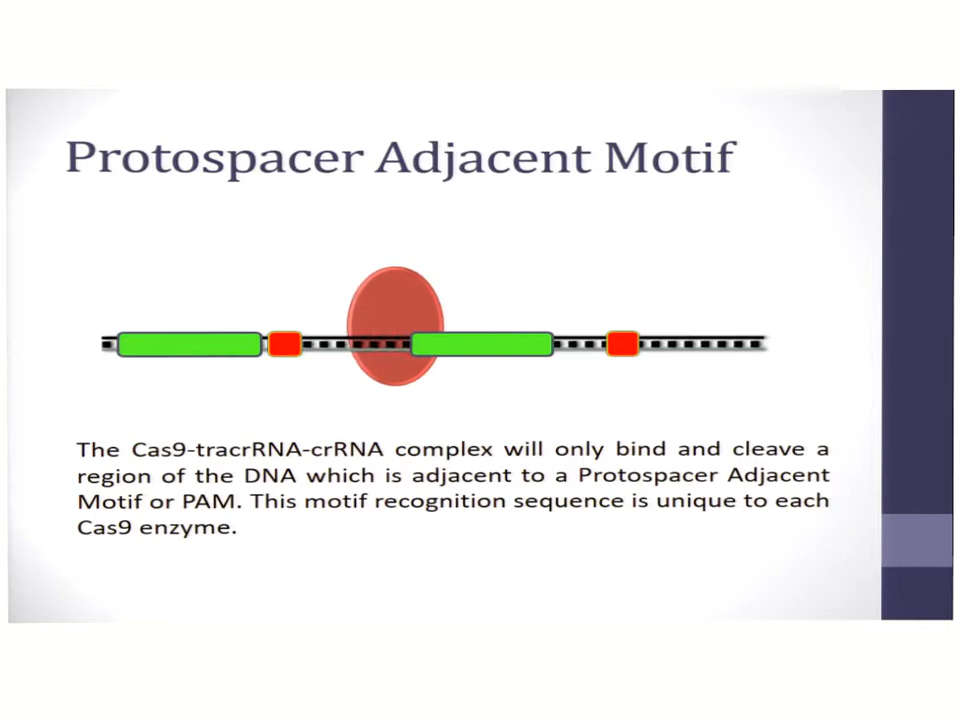 Protospacer Adjacent Motif
The Cas9-tracrRNA-crRNA complex will only bind and cleave a
region of the DNA which is adjacent to a Protospacer Adjacent
Motif or PAM. This motif recognition sequence is unique to each
Cas9 enzyme.